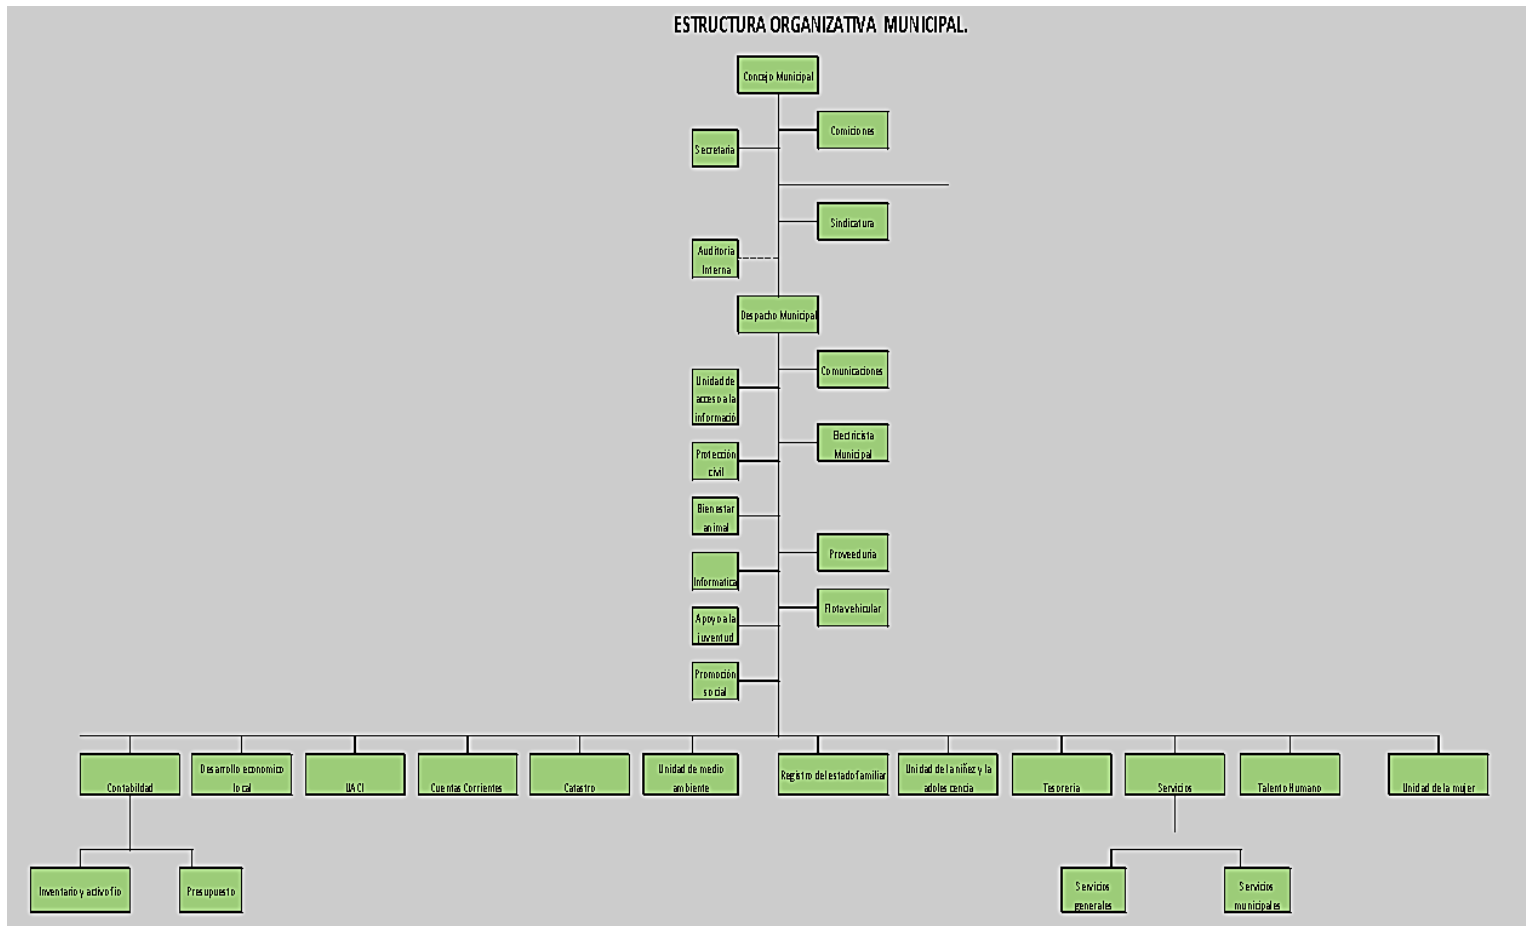 ESTRUCTURA ORGANIZATIVA MUNICIPAL.
Concejo Municipal
Comiciones
Secretaria
Sindicatura
Auditoria
Interna
Despacho Municipal
Comunicaciones
Unidad de
acceso a la
informació
Electricista
Municipal
Protección
civil
Bienestar
animal
Proveeduria
Informatica
Flota vehicular
Apoyo a la
juventud
Promoción
social
Contabilidad
Desarrollo economico
local
UACI
Cuentas Corrientes
Catastro
Unidad de medio
ambiente
Registro del estado familiar
Unidad de la niñez y la
adolescencia
Tesoreria
Servicios
Talento Humano
Unidad de la mujer
Inventario y activo fio
Presupuesto
Servicios
generales
Servicios
municipales